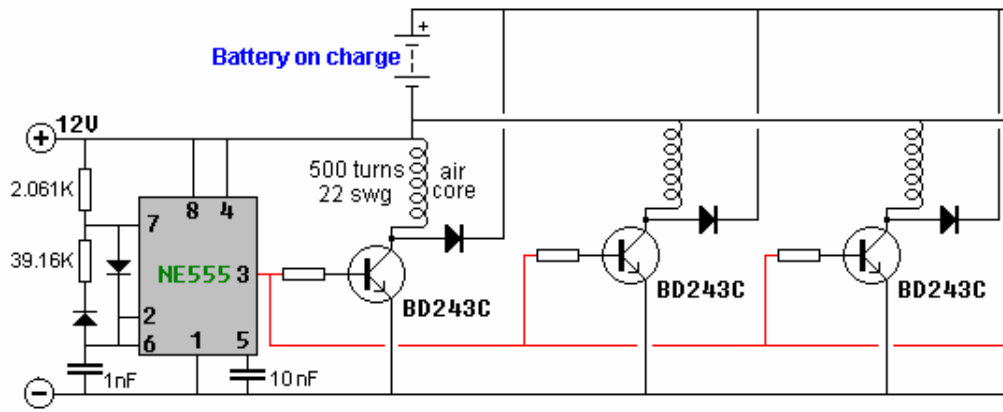 +
Battery on charge
+
12V
500 turns
22 swg
air
core
2.061K
7
8
4
39.16K
NE555
3
BD243C
BD243C
BD243C
2
6
1
5
1nF
10nF
−